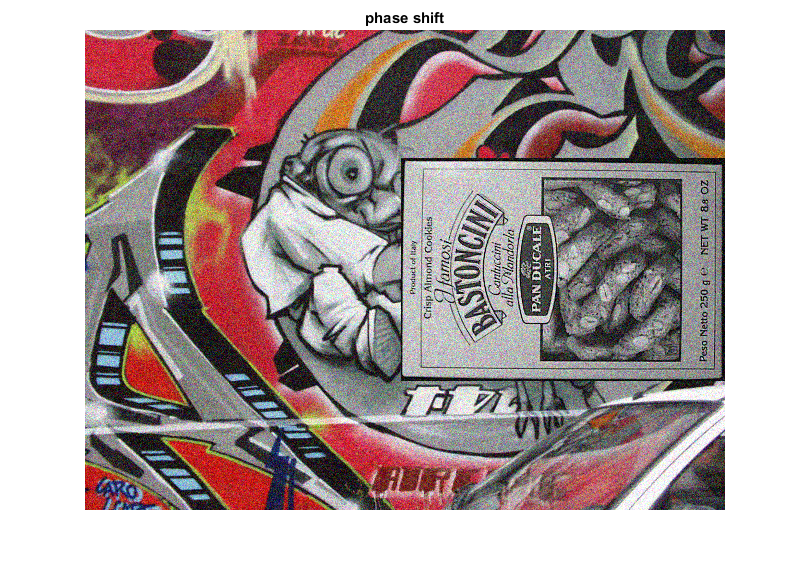 phase shift
Product of Italy
Crisp Almond Cookies
I famosi
BASTONCINI
Cantuccini
alla Mandorla
PAN DUCALE
ATRI
Peso Netto 250 g e NET WT 8.8 OZ